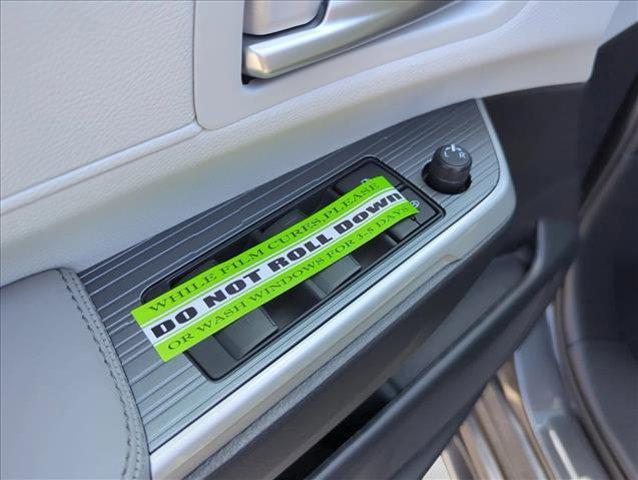 WHILE FILM CURES, PLEASE
DO NOT ROLL DOWN
OR WASH WINDOWS FOR 3-5 DAYS
L R